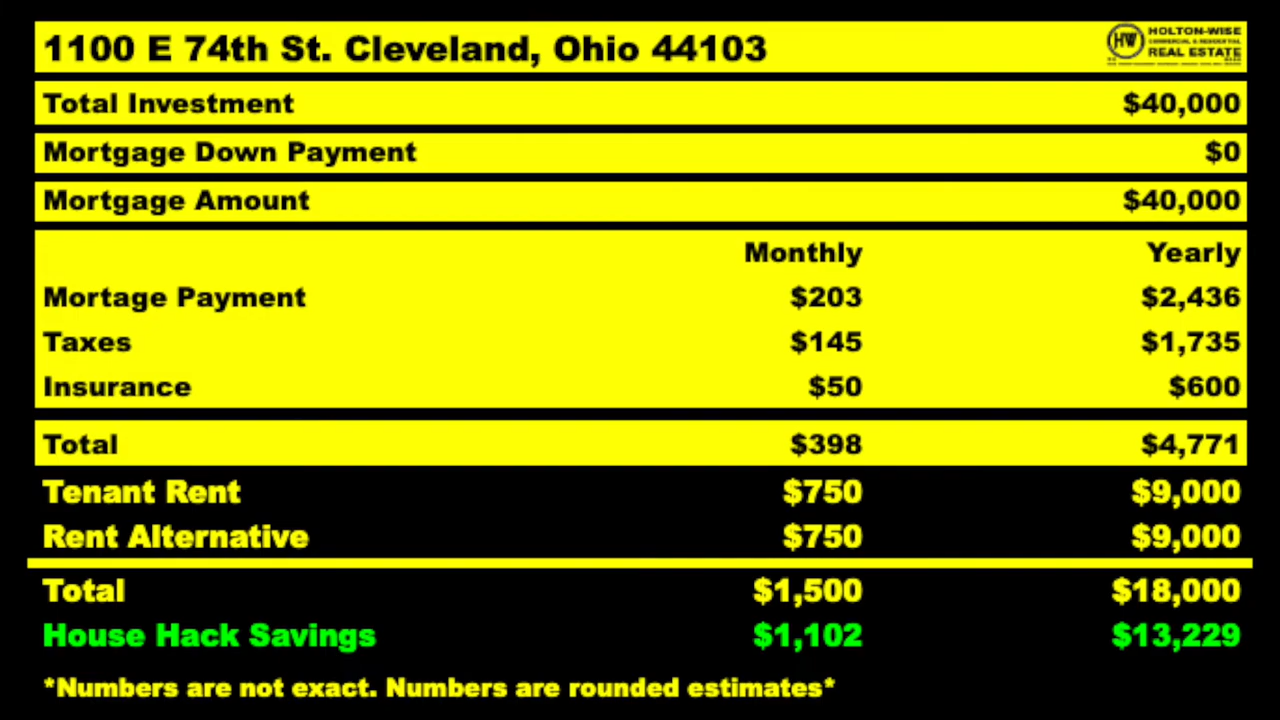 1100 E 74th St. Cleveland, Ohio 44103
HOLTON-WISE
COMMERCIAL & RESIDENTIAL
REAL ESTATE
Total Investment $40,000
Mortgage Down Payment $0
Mortgage Amount $40,000
Monthly Yearly
Mortage Payment $203 $2,436
Taxes $145 $1,735
Insurance $50 $600
Total $398 $4,771
Tenant Rent $750 $9,000
Rent Alternative $750 $9,000
Total $1,500 $18,000
House Hack Savings $1,102 $13,229
*Numbers are not exact. Numbers are rounded estimates*